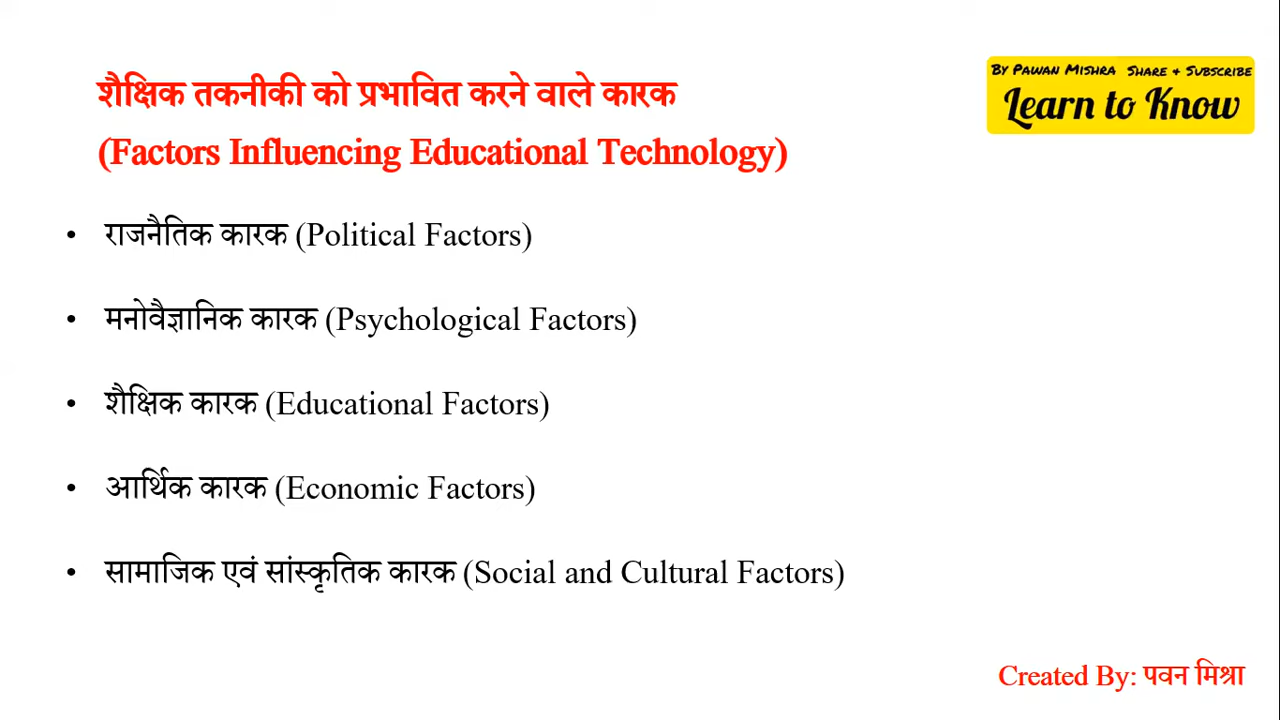 शैक्षिक तकनीकी को प्रभावित करने वाले कारक
(Factors Influencing Educational Technology)
By Pawan Mishra Share & Subscribe
Learn to Know
• राजनैतिक कारक (Political Factors)
• मनोवैज्ञानिक कारक (Psychological Factors)
• शैक्षिक कारक (Educational Factors)
• आर्थिक कारक (Economic Factors)
• सामाजिक एवं सांस्कृतिक कारक (Social and Cultural Factors)
Created By: पवन मिश्रा